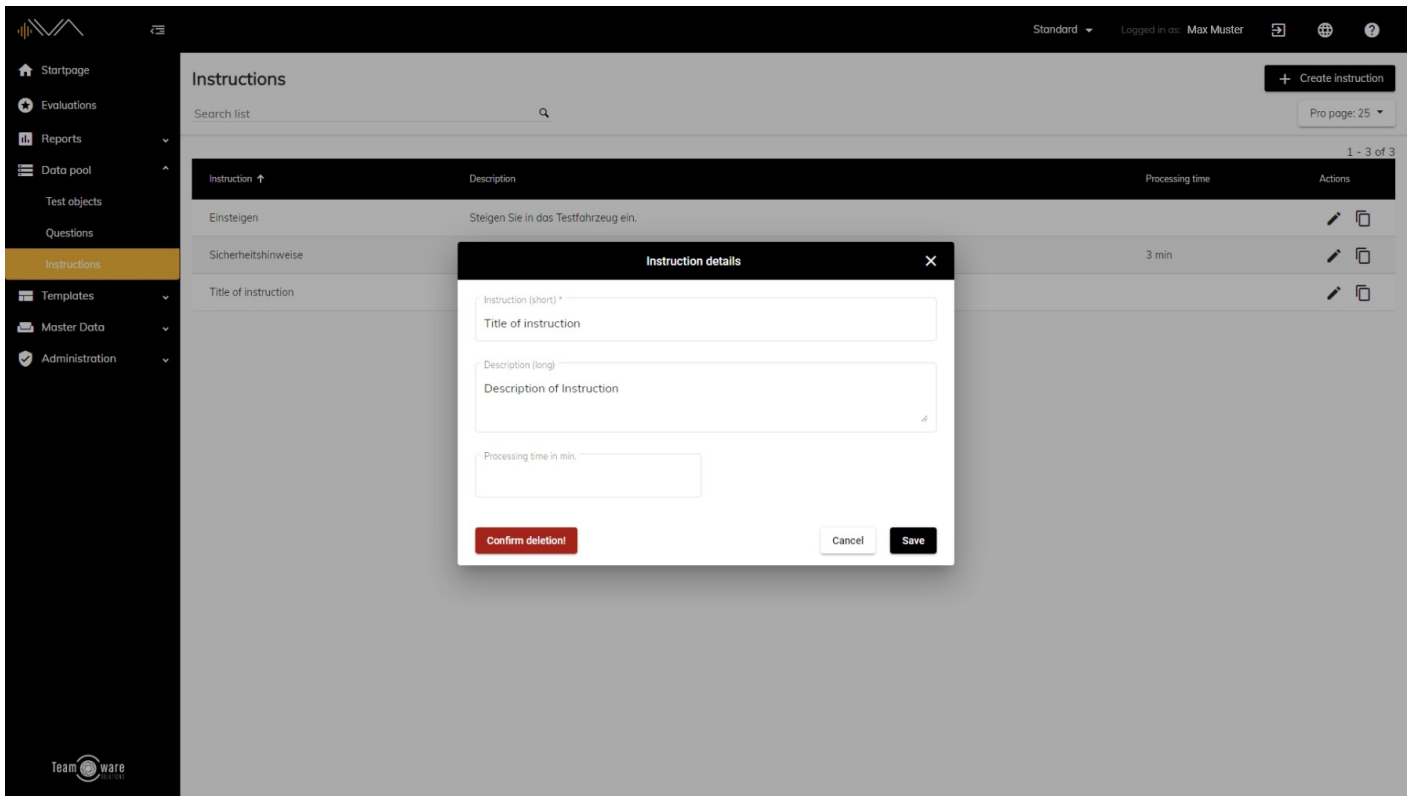 Standard Logged in as: Max Muster
Startpage
Evaluations
Reports
Data pool
Test objects
Questions
Instructions
Templates
Master Data
Administration
Team ware
SOLUTIONS
Instructions
+ Create instruction
Search list
Pro page: 25
1 - 3 of 3
Instruction ↑ Description Processing time Actions
Einsteigen Steigen Sie in das Testfahrzeug ein.
Sicherheitshinweise 3 min
Title of instruction
Instruction details
Instruction (short) *
Title of instruction
Description (long)
Description of Instruction
Processing time in min.
Confirm deletion! Cancel Save